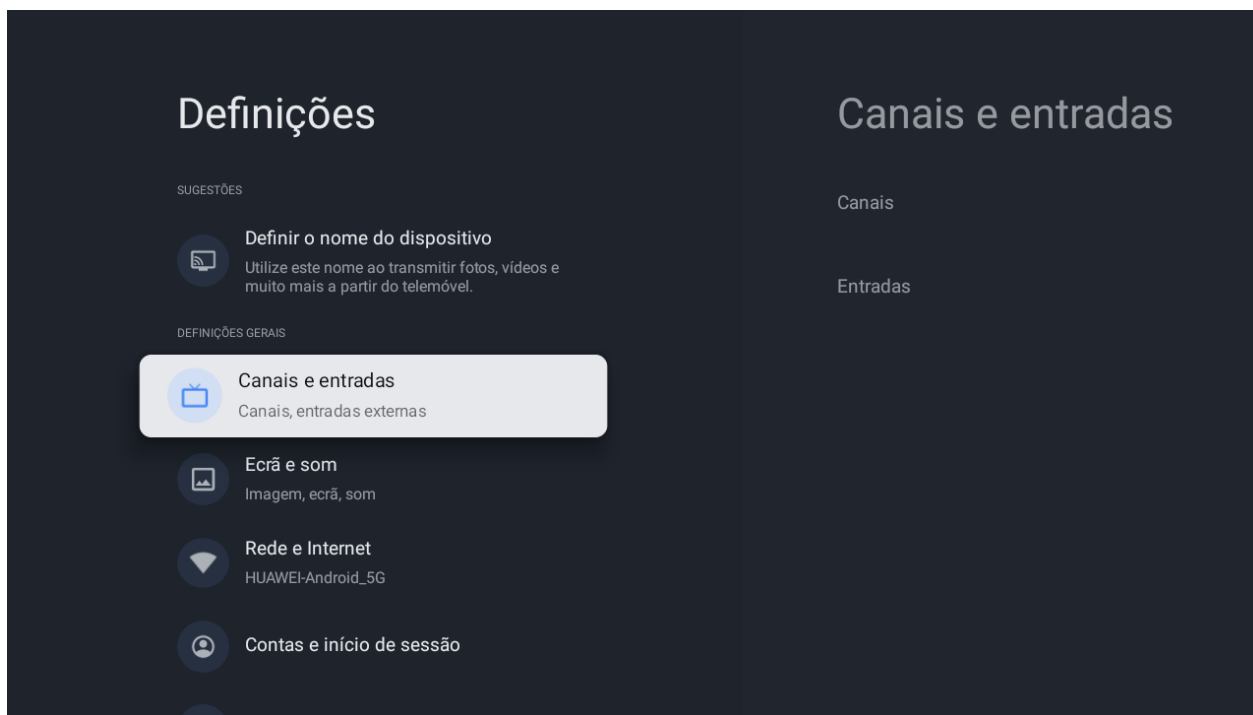 Definições
SUGESTÕES
Definir o nome do dispositivo
Utilize este nome ao transmitir fotos, vídeos e
muito mais a partir do telemóvel.
DEFINIÇÕES GERAIS
Canais e entradas
Canais, entradas externas
Ecrã e som
Imagem, ecrã, som
Rede e Internet
HUAWEI-Android_5G
Contas e início de sessão
Canais e entradas
Canais
Entradas